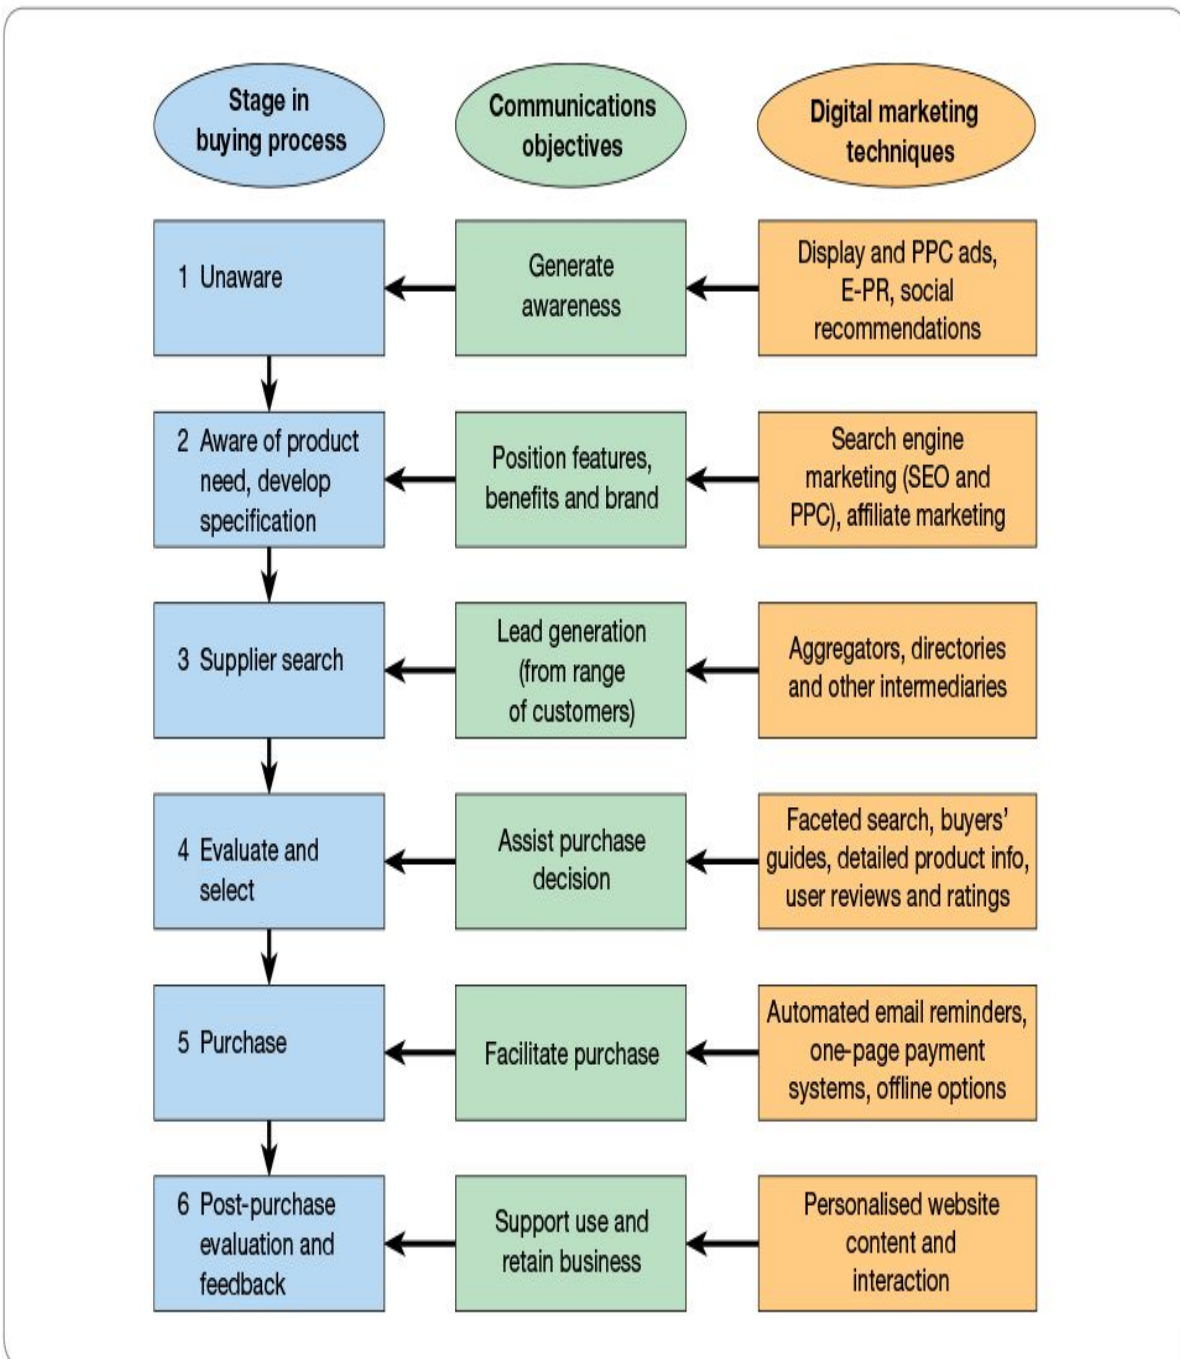 Stage in
buying process
Communications
objectives
Digital marketing
techniques
1 Unaware
Generate
awareness
Display and PPC ads,
E-PR, social
recommendations
2 Aware of product
need, develop
specification
Position features,
benefits and brand
Search engine
marketing (SEO and
PPC), affiliate marketing
3 Supplier search
Lead generation
(from range
of customers)
Aggregators, directories
and other intermediaries
4 Evaluate and
select
Assist purchase
decision
Faceted search, buyers’
guides, detailed product info,
user reviews and ratings
5 Purchase
Facilitate purchase
Automated email reminders,
one-page payment
systems, offline options
6 Post-purchase
evaluation and
feedback
Support use and
retain business
Personalised website
content and
interaction